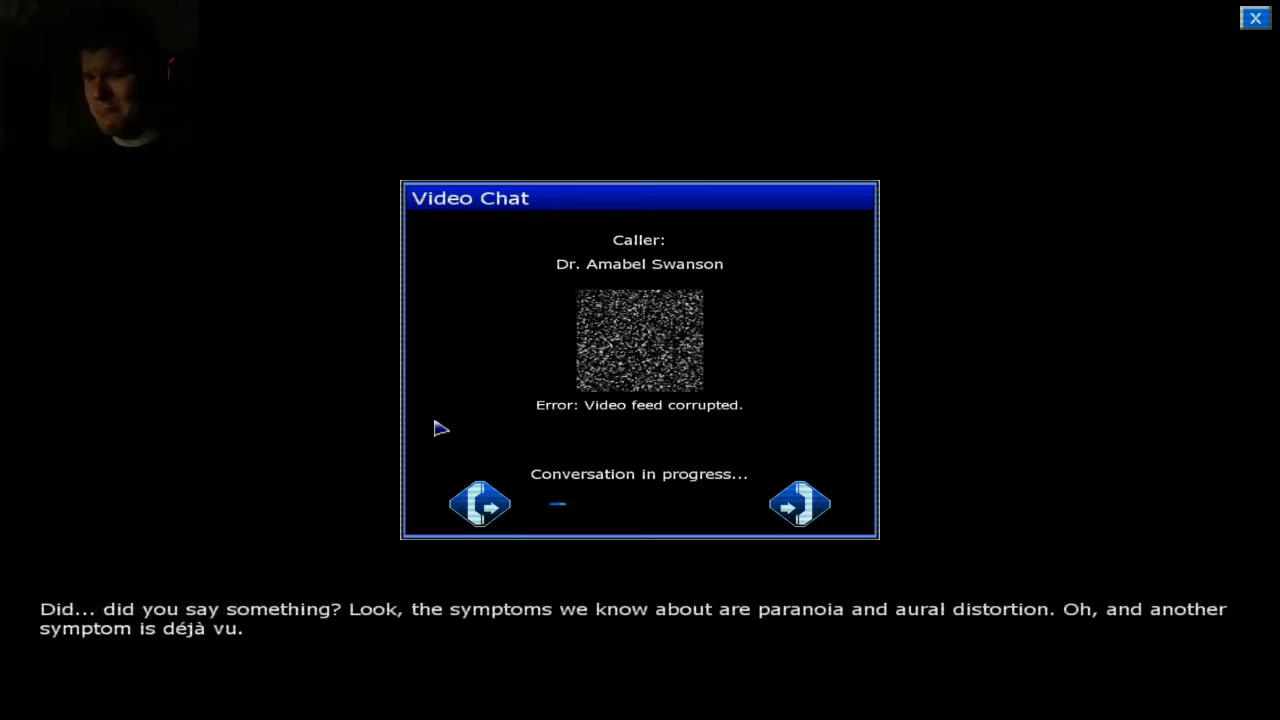 X
Video Chat
Caller:
Dr. Amabel Swanson
Error: Video feed corrupted.
Conversation in progress...
Did... did you say something? Look, the symptoms we know about are paranoia and aural distortion. Oh, and another
symptom is déjà vu.